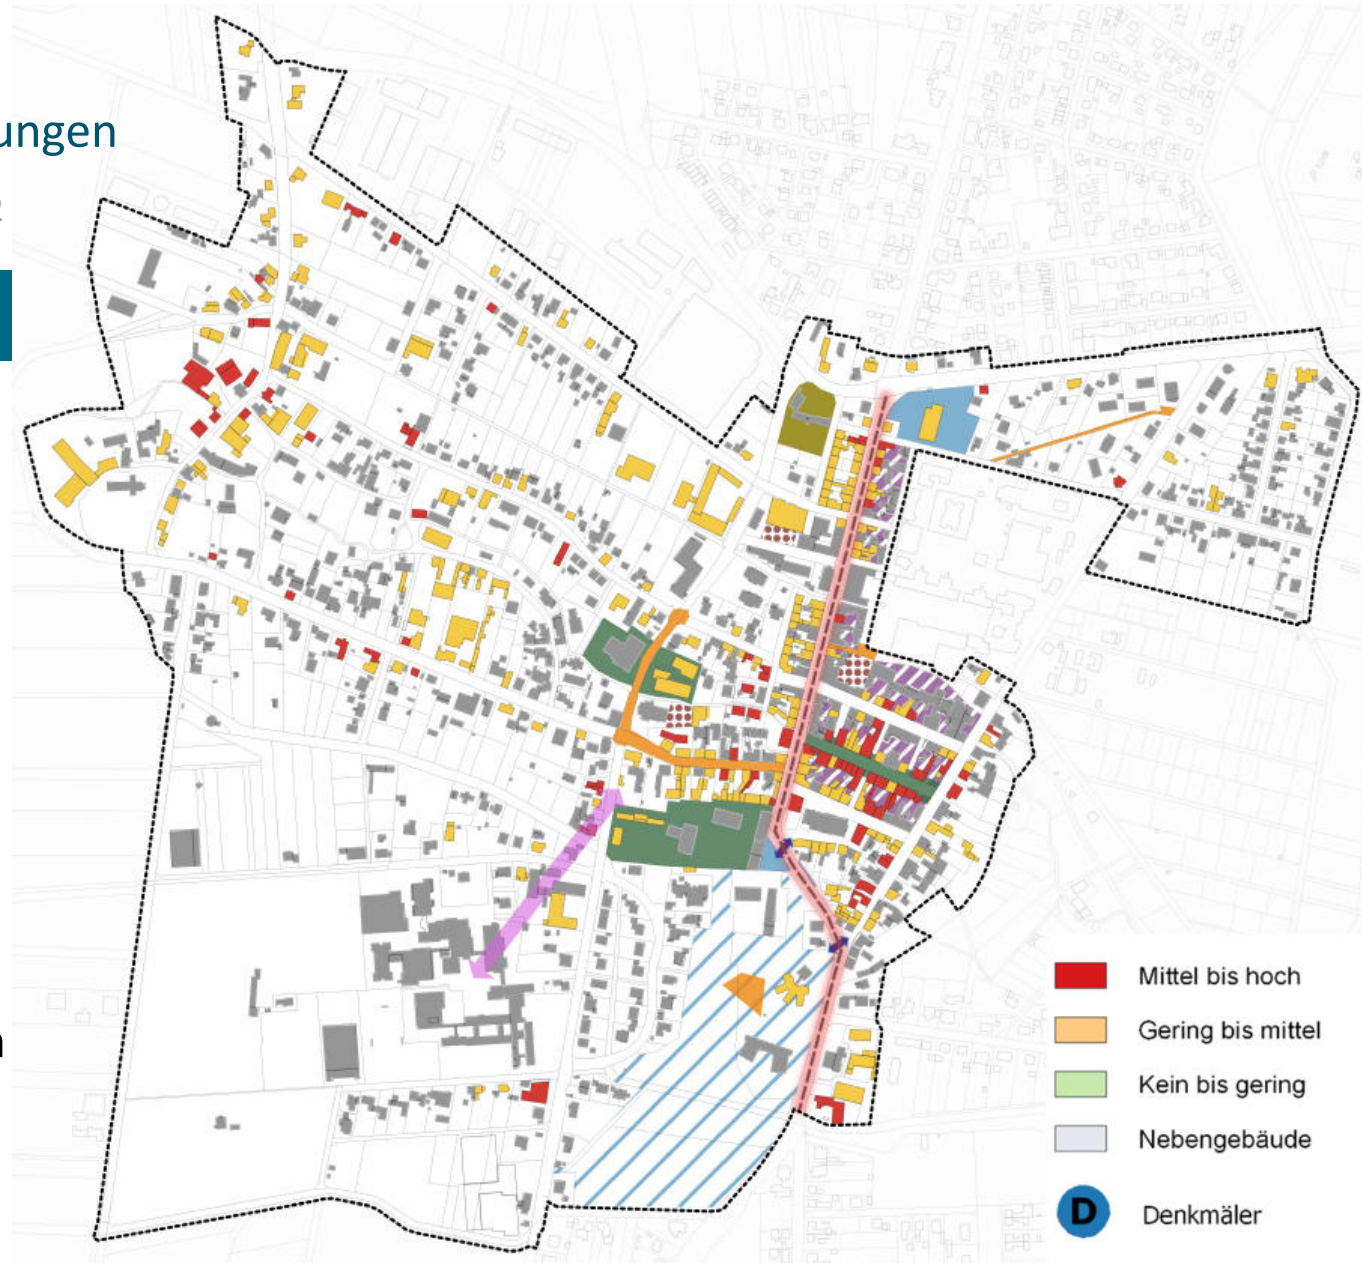 ungen
Mittel bis hoch
Gering bis mittel
Kein bis gering
Nebengebäude
D Denkmäler